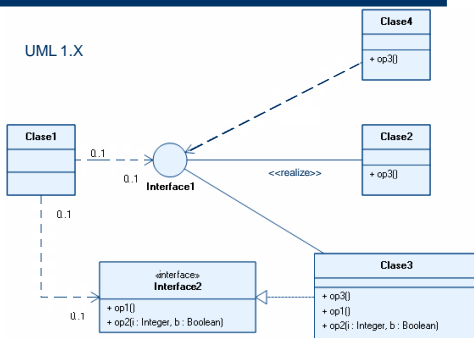 UML 1.X
Clase4
+ op3()
Clase1
Clase2
+ op3()
0..1
0..1
Interface1
<<realize>>
0..1
0..1
«interface»
Interface2
+ op1()
+ op2(i : Integer, b : Boolean)
Clase3
+ op3()
+ op1()
+ op2(i : Integer, b : Boolean)